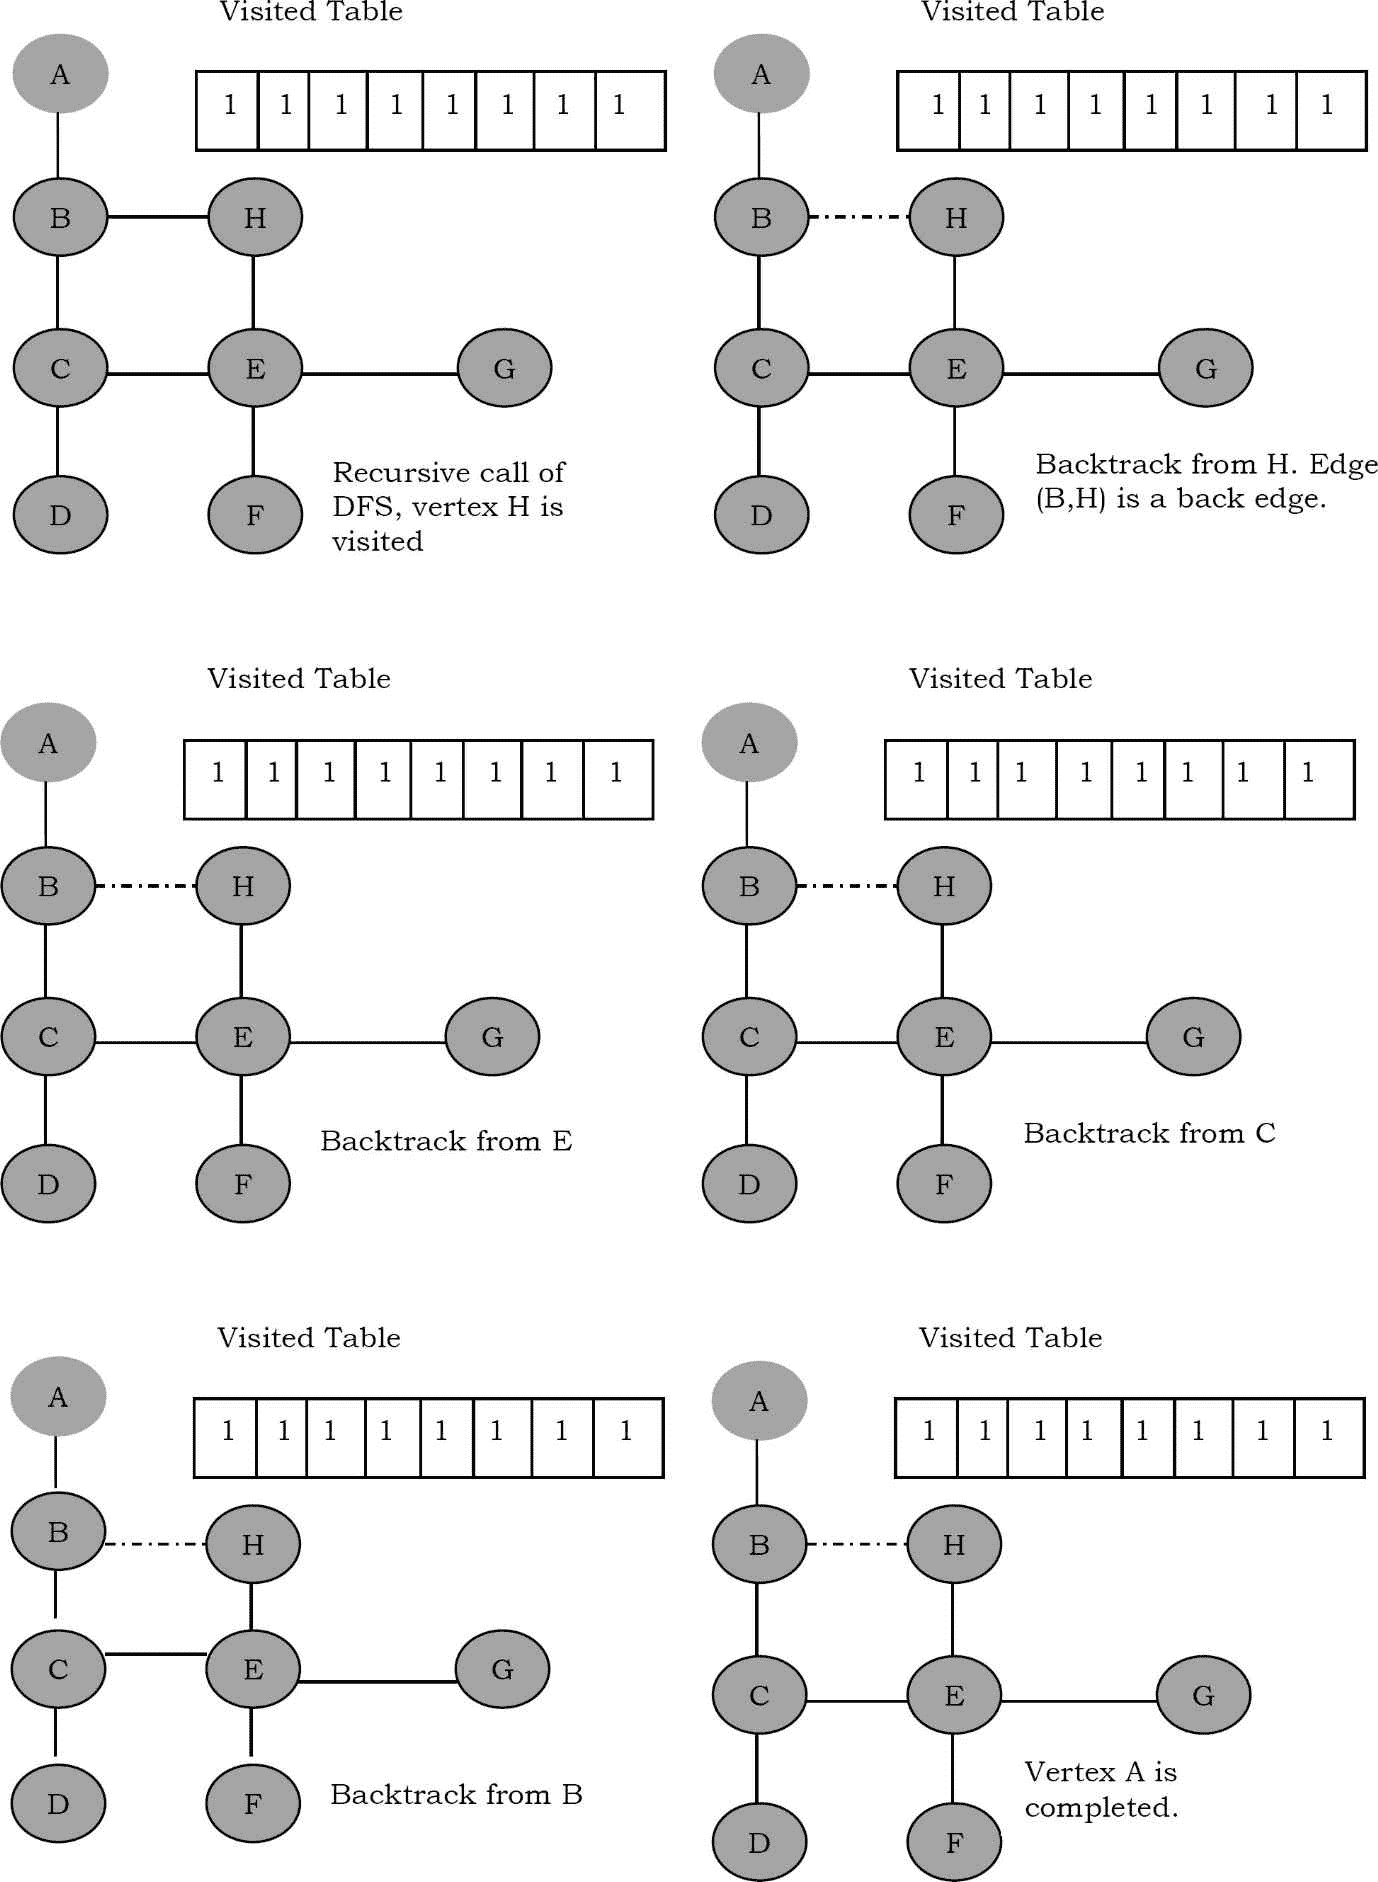 Visited Table
A
1 1 1 1 1 1 1 1
B H
C E G
D F
Recursive call of
DFS, vertex H is
visited
Visited Table
A
1 1 1 1 1 1 1 1
B H
C E G
D F
Backtrack from H. Edge
(B,H) is a back edge.
Visited Table
A
1 1 1 1 1 1 1 1
B H
C E G
D F
Backtrack from E
Visited Table
A
1 1 1 1 1 1 1 1
B H
C E G
D F
Backtrack from C
Visited Table
A
1 1 1 1 1 1 1 1
B H
C E G
D F
Backtrack from B
Visited Table
A
1 1 1 1 1 1 1 1
B H
C E G
D F
Vertex A is
completed.